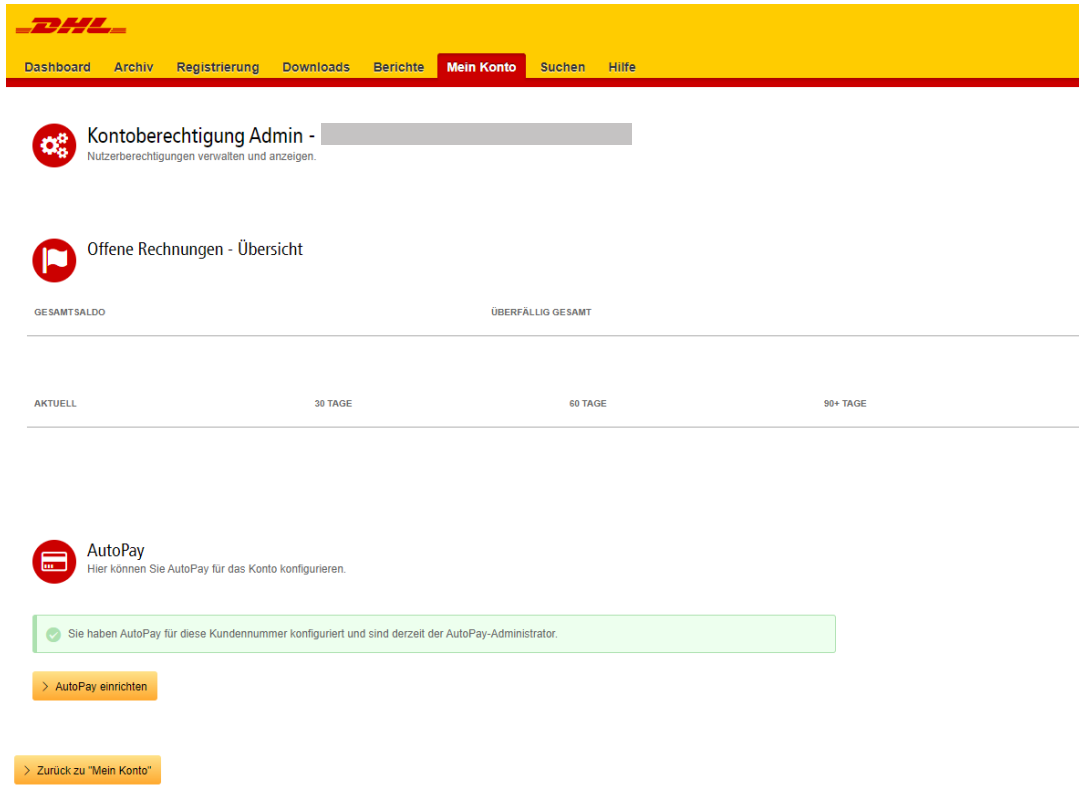 DHL
Dashboard Archiv Registrierung Downloads Berichte Mein Konto Suchen Hilfe
Kontoberechtigung Admin -
Nutzerberechtigungen verwalten und anzeigen.
Offene Rechnungen - Übersicht
GESAMTSALDO ÜBERFÄLLIG GESAMT
AKTUELL 30 TAGE 60 TAGE 90+ TAGE
AutoPay
Hier können Sie AutoPay für das Konto konfigurieren.
Sie haben AutoPay für diese Kundennummer konfiguriert und sind derzeit der AutoPay-Administrator.
> AutoPay einrichten
> Zurück zu "Mein Konto"